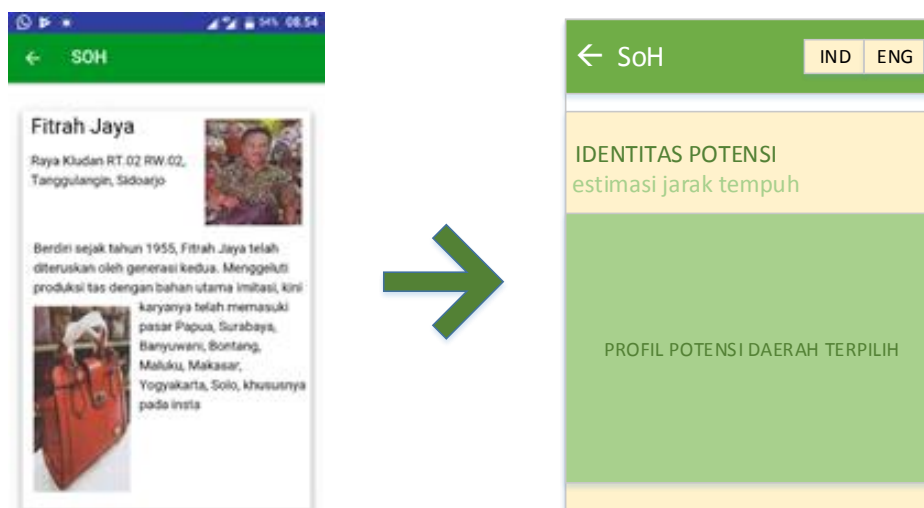 54% 08.54
SOH
Fitrah Jaya
Raya Kludan RT.02 RW.02,
Tanggulangin, Sidoarjo
Berdiri sejak tahun 1955, Fitrah Jaya telah
diteruskan oleh generasi kedua. Menggeluti
produksi tas dengan bahan utama imitasi, kini
karyanya telah memasuki
pasar Papua, Surabaya,
Banyuwani, Bontang,
Maluku, Makasar,
Yogyakarta, Solo, khususnya
pada insta
SoH
IND ENG
IDENTITAS POTENSI
estimasi jarak tempuh
PROFIL POTENSI DAERAH TERPILIH